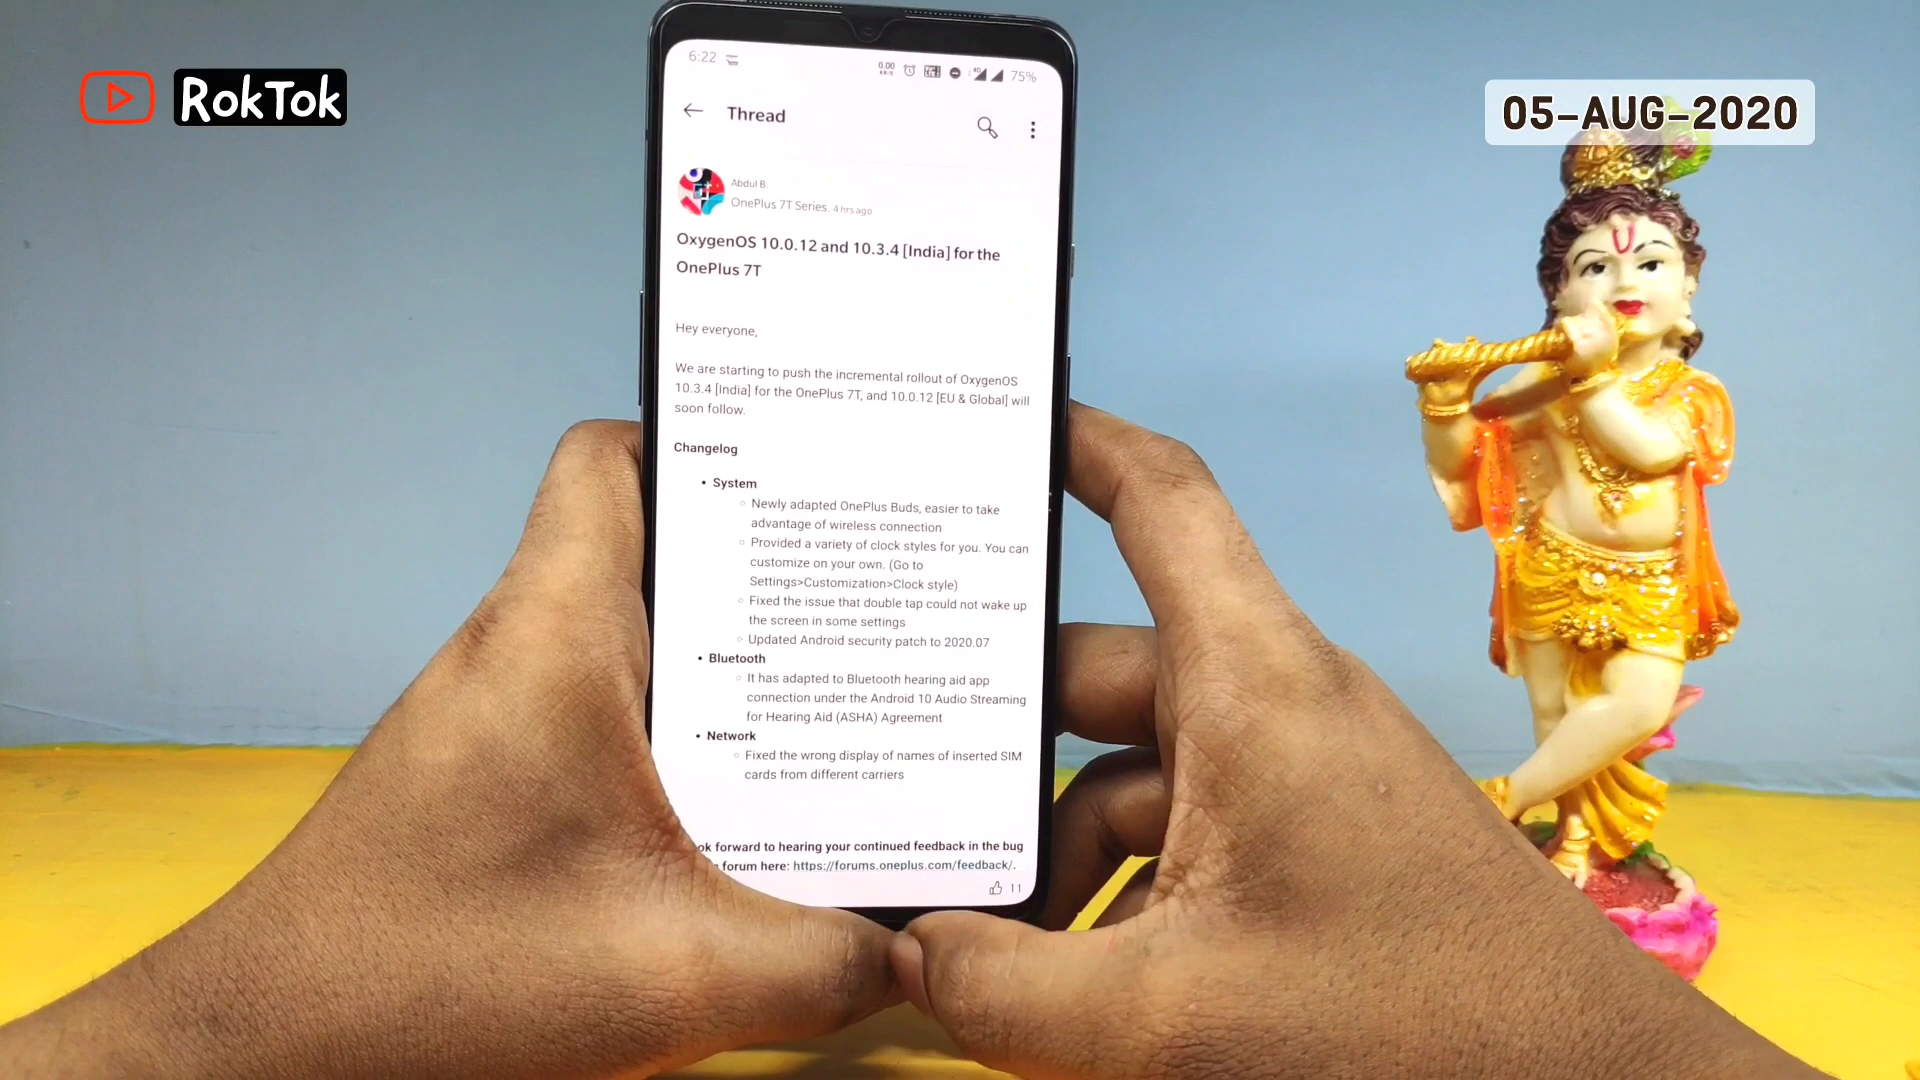 RokTok
05-AUG-2020
6:22
0.00
KB/S
4G
75%
Thread
Abdul B.
OnePlus 7T Series, 4 hrs ago
OxygenOS 10.0.12 and 10.3.4 [India] for the
OnePlus 7T
Hey everyone,
We are starting to push the incremental rollout of OxygenOS
10.3.4 [India] for the OnePlus 7T, and 10.0.12 [EU & Global] will
soon follow.
Changelog
• System
○ Newly adapted OnePlus Buds, easier to take
advantage of wireless connection
○ Provided a variety of clock styles for you. You can
customize on your own. (Go to
Settings>Customization>Clock style)
○ Fixed the issue that double tap could not wake up
the screen in some settings
○ Updated Android security patch to 2020.07
• Bluetooth
○ It has adapted to Bluetooth hearing aid app
connection under the Android 10 Audio Streaming
for Hearing Aid (ASHA) Agreement
• Network
○ Fixed the wrong display of names of inserted SIM
cards from different carriers
forward to hearing your continued feedback in the bug
forum here: https://forums.oneplus.com/feedback/.
11